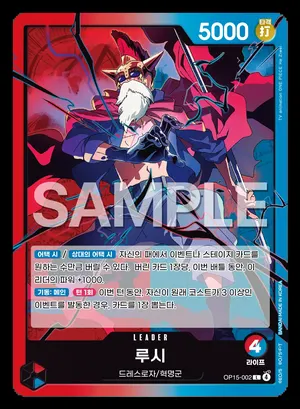 5000
打
SAMPLE
어택 시 / 상대의 어택 시 자신의 패에서 이벤트나 스테이지 카드를
원하는 수만큼 버릴 수 있다. 버린 카드 1장당, 이번 배틀 동안 이
리더의 파워 +1000.
기동: 메인 턴 1회 이번 턴 동안, 자신이 원래 코스트가 3 이상인
이벤트를 발동한 경우, 카드를 1장 뽑는다.
LEADER
루시
드레스로자/혁명군
4
라이프
OP15-002 L